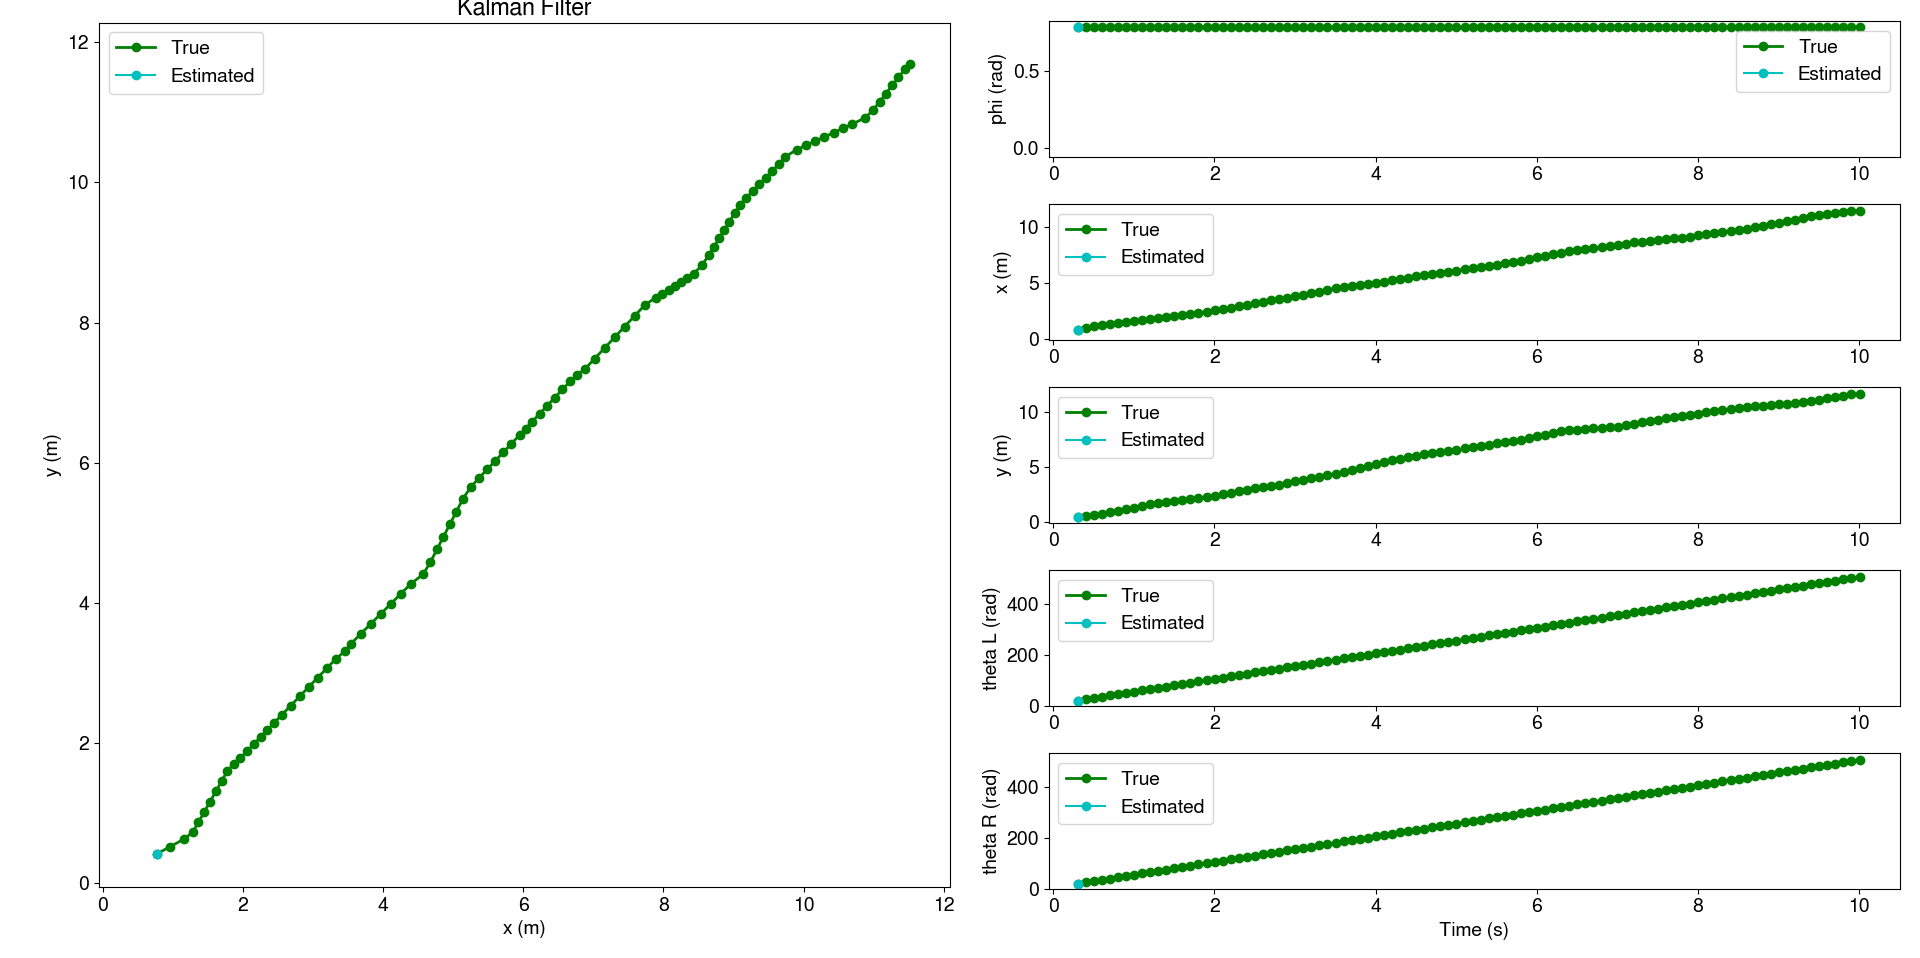 Kalman Filter
True
Estimated
12
10
8
6
4
2
0
y (m)
0 2 4 6 8 10 12
x (m)
True
Estimated
0.5
0.0
phi (rad)
0 2 4 6 8 10
True
Estimated
10
5
0
x (m)
0 2 4 6 8 10
True
Estimated
10
5
0
y (m)
0 2 4 6 8 10
True
Estimated
400
200
0
theta L (rad)
0 2 4 6 8 10
True
Estimated
400
200
0
theta R (rad)
0 2 4 6 8 10
Time (s)